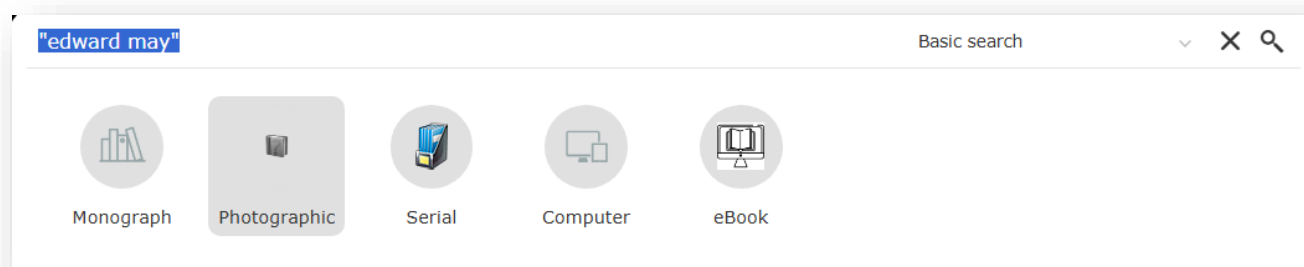 "edward may"
Basic search
Monograph
Photographic
Serial
Computer
eBook